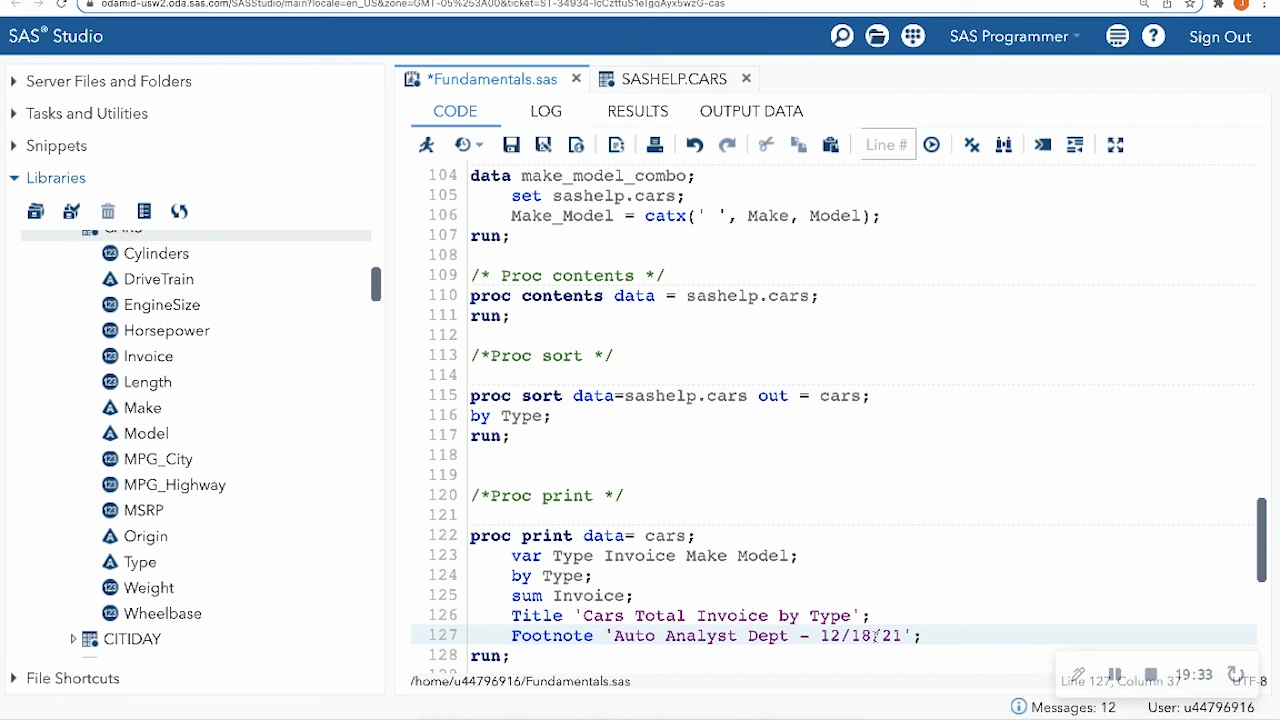 odamid-usw2.oda.sas.com/SASStudio/main?locale=en_US&zone=GMT-05%253A00&ticket=ST-34934-
SAS® Studio
SAS Programmer
Sign Out
Server Files and Folders
Tasks and Utilities
Snippets
Libraries
CARS
Cylinders
DriveTrain
EngineSize
Horsepower
Invoice
Length
Make
Model
MPG_City
MPG_Highway
MSRP
Origin
Type
Weight
Wheelbase
CITIDAY
File Shortcuts
*Fundamentals.sas
SASHELP.CARS
CODE LOG RESULTS OUTPUT DATA
Line #
104 data make_model_combo;
105 set sashelp.cars;
106 Make_Model = catx(' ', Make, Model);
107 run;
108
109 /* Proc contents */
110 proc contents data = sashelp.cars;
111 run;
112
113 /*Proc sort */
114
115 proc sort data=sashelp.cars out = cars;
116 by Type;
117 run;
118
119
120 /*Proc print */
121
122 proc print data= cars;
123 var Type Invoice Make Model;
124 by Type;
125 sum Invoice;
126 Title 'Cars Total Invoice by Type';
127 Footnote 'Auto Analyst Dept - 12/18/21';
128 run;
/home/u44796916/Fundamentals.sas
19:33
Line 127, Column 37
UTF-8
Messages: 12
User: u44796916